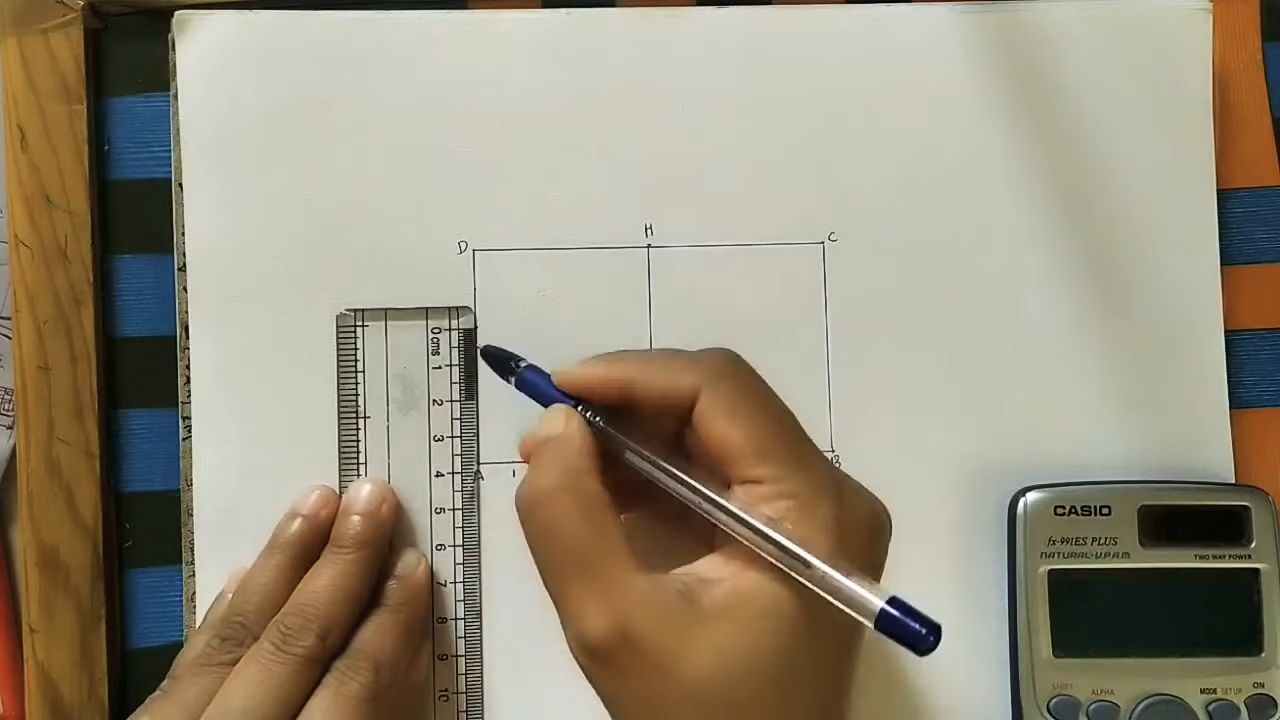 H
D
C
0 cms
1
2
3
4
5
6
7
8
9
10
A
1
B
CASIO
fx-991ES PLUS
NATURAL-V.P.A.M.
TWO WAY POWER
SHIFT
ALPHA
MODE SETUP
ON